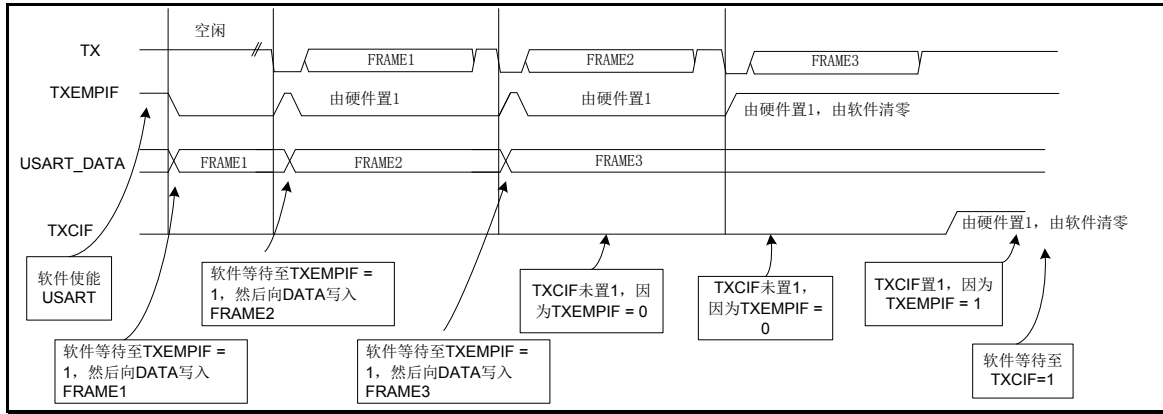 空闲
TX
FRAME1
FRAME2
FRAME3
TXEMPIF
由硬件置1
由硬件置1
由硬件置1，由软件清零
USART_DATA
FRAME1
FRAME2
FRAME3
TXCIF
由硬件置1，由软件清零
软件使能
USART
软件等待至TXEMPIF =
1，然后向DATA写入
FRAME2
TXCIF未置1，因
为TXEMPIF = 0
TXCIF未置1，
因为TXEMPIF =
0
TXCIF置1，因为
TXEMPIF = 1
软件等待至TXEMPIF =
1，然后向DATA写入
FRAME1
软件等待至TXEMPIF =
1，然后向DATA写入
FRAME3
软件等待至
TXCIF=1